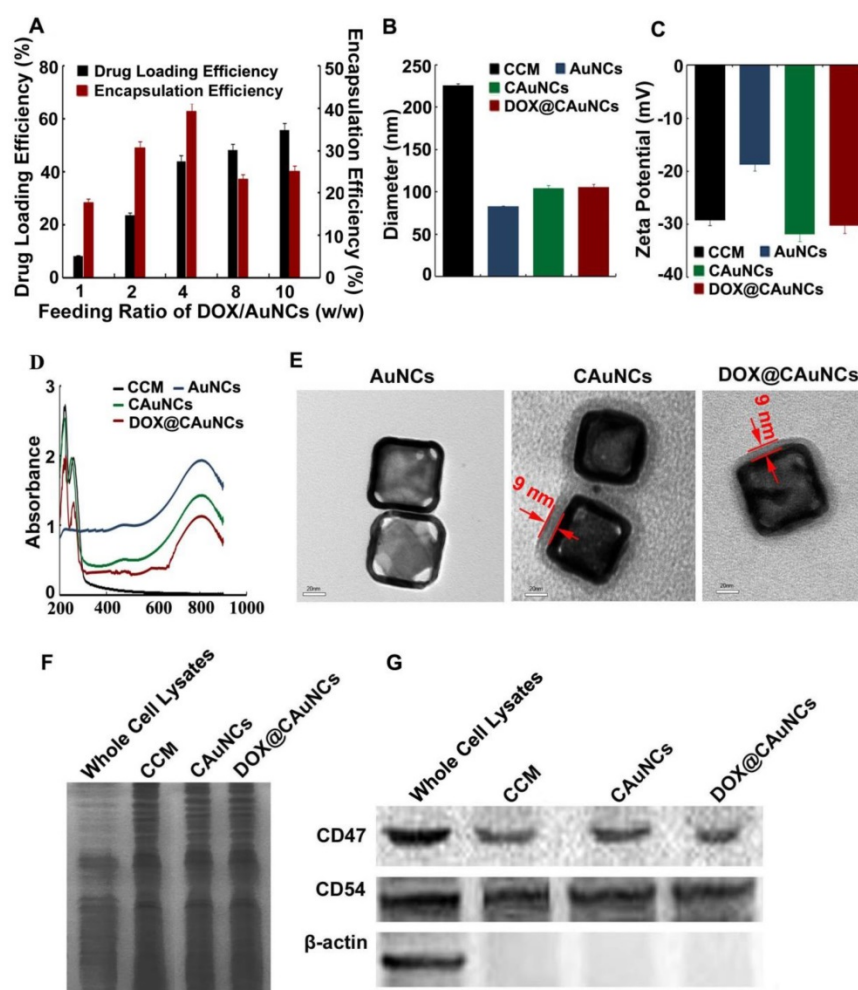 A
Drug Loading Efficiency (%)
80
60
40
20
0
Drug Loading Efficiency
Encapsulation Efficiency
50
40
30
20
10
0
Encapsulation Efficiency (%)
1 2 4 8 10
Feeding Ratio of DOX/AuNCs (w/w)
B
Diameter (nm)
250
200
150
100
50
0
CCM AuNCs
CAuNCs
DOX@CAuNCs
C
Zeta Potential (mV)
0
-10
-20
-30
-40
CCM AuNCs
CAuNCs
DOX@CAuNCs
D
Absorbance
3
2
1
0
CCM AuNCs
CAuNCs
DOX@CAuNCs
200 400 600 800 1000
E
AuNCs
CAuNCs
DOX@CAuNCs
9 nm
9 nm
20nm
20nm
20nm
F
Whole Cell Lysates
CCM
CAuNCs
DOX@CAuNCs
G
Whole Cell Lysates
CCM
CAuNCs
DOX@CAuNCs
CD47
CD54
β-actin